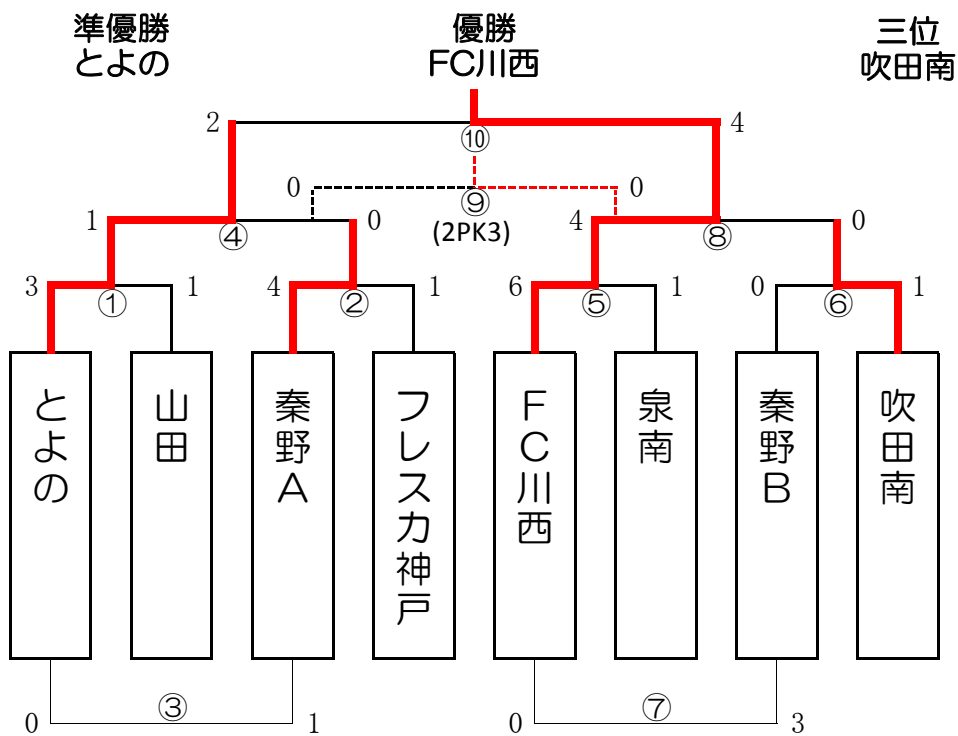 準優勝
とよの
優勝
FC川西
三位
吹田南
2
4
⑩
0
0
⑨
(2PK3)
1
0
4
0
④
⑧
3
1
4
1
6
1
0
1
①
②
⑤
⑥
とよの
山田
秦野A
フレスカ神戸
FC川西
泉南
秦野B
吹田南
③
⑦
0
1
0
3